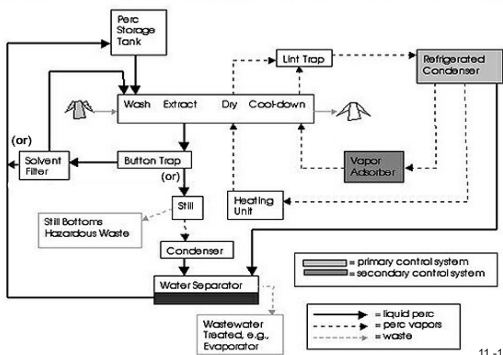 Perc
Storage
Tank
Lint Trap
Refrigerated
Condenser
Wash Extract Dry Cool-down
(or)
Solvent
Filter
Button Trap
(or)
Vapor
Adsorber
Still
Heating
Unit
Still Bottoms
Hazardous Waste
Condenser
Water Separator
= primary control system
= secondary control system
Wastewater
Treated, e.g.,
Evaporator
= liquid perc
= perc vapors
= waste